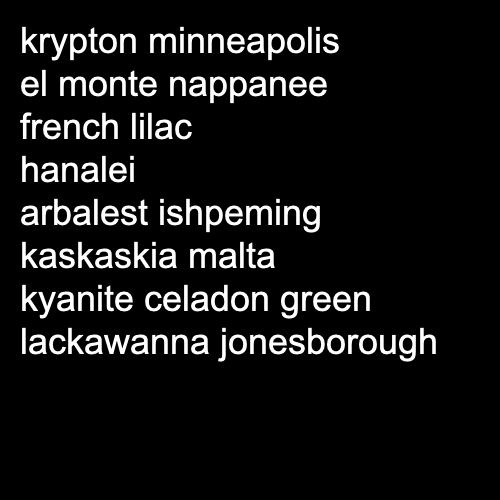 krypton minneapolis
el monte nappanee
french lilac
hanalei
arbalest ishpeming
kaskaskia malta
kyanite celadon green
lackawanna jonesborough